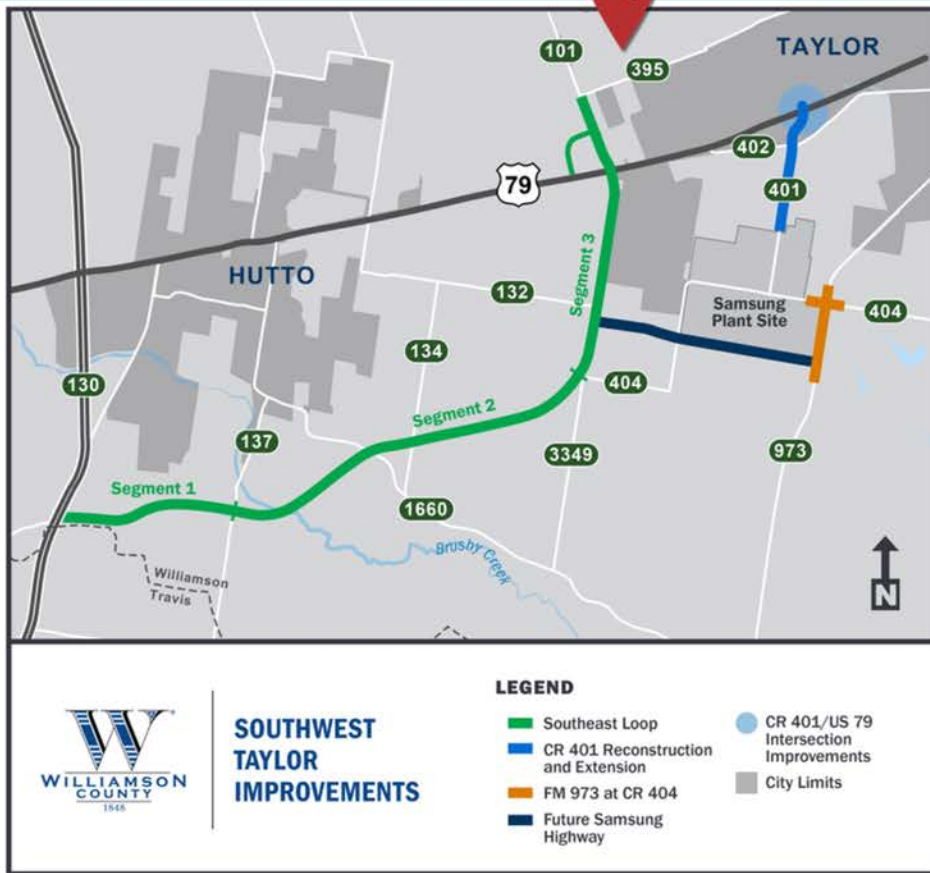 101
395
TAYLOR
402
79
401
HUTTO
132
Segment 3
Samsung
Plant Site
404
134
130
404
Segment 2
137
3349
973
Segment 1
1660
Brushy Creek
Williamson
Travis
N
W
WILLIAMSON
COUNTY
1848
SOUTHWEST
TAYLOR
IMPROVEMENTS
LEGEND
Southeast Loop
CR 401 Reconstruction
and Extension
FM 973 at CR 404
Future Samsung
Highway
CR 401/US 79
Intersection
Improvements
City Limits